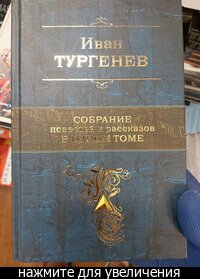 Иван
ТУРГЕНЕВ
СОБРАНИЕ
повестей и рассказов
В ОДНОМ ТОМЕ
нажмите для увеличения